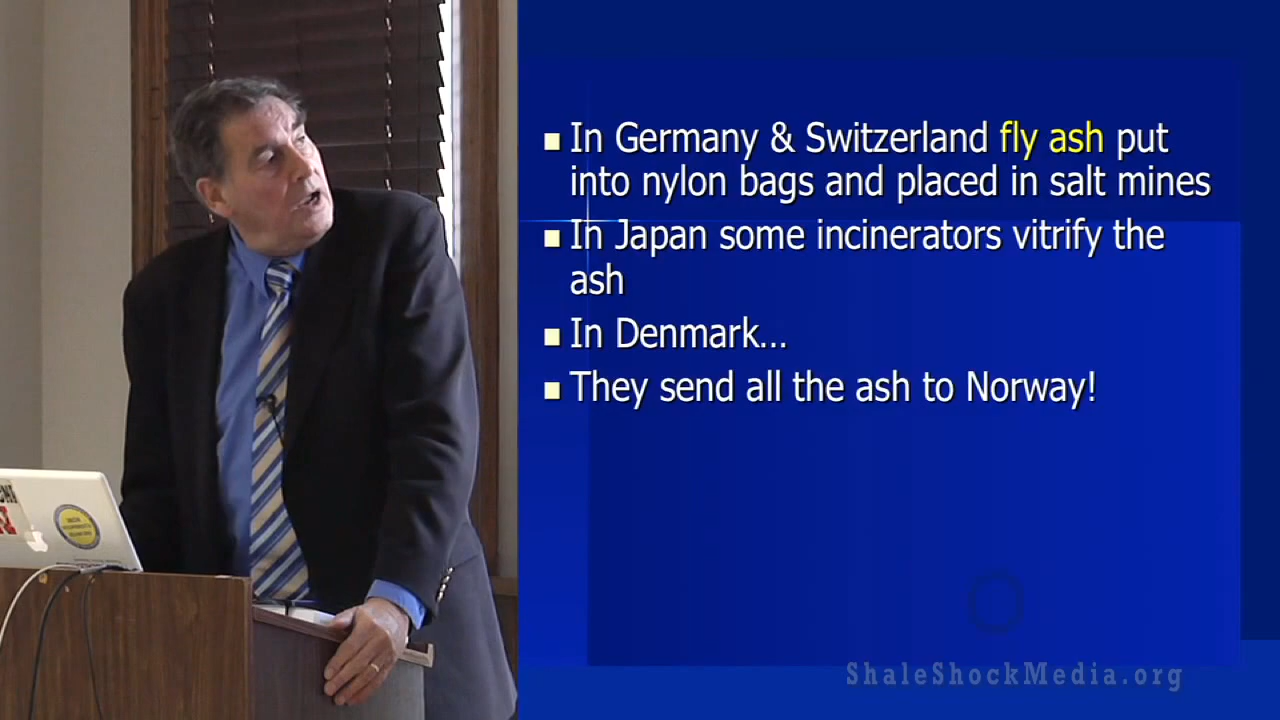 In Germany & Switzerland fly ash put
into nylon bags and placed in salt mines
In Japan some incinerators vitrify the
ash
In Denmark...
They send all the ash to Norway!
ShaleShockMedia.org